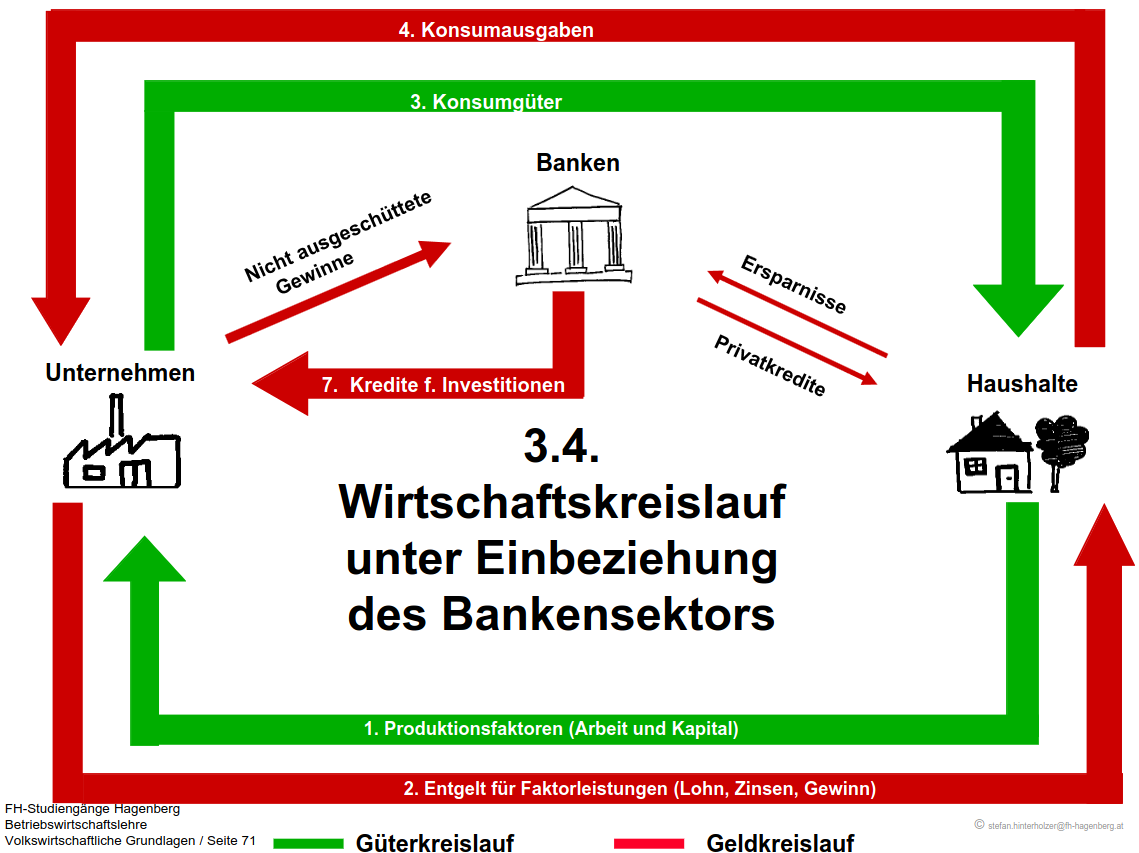 4. Konsumausgaben
3. Konsumgüter
Banken
Nicht ausgeschüttete
Gewinne
Ersparnisse
Privatkredite
Unternehmen
7. Kredite f. Investitionen
Haushalte
3.4.
Wirtschaftskreislauf
unter Einbeziehung
des Bankensektors
1. Produktionsfaktoren (Arbeit und Kapital)
2. Entgelt für Faktorleistungen (Lohn, Zinsen, Gewinn)
FH-Studiengänge Hagenberg
Betriebswirtschaftslehre
Volkswirtschaftliche Grundlagen / Seite 71
© stefan.hinterholzer@fh-hagenberg.at
Güterkreislauf
Geldkreislauf